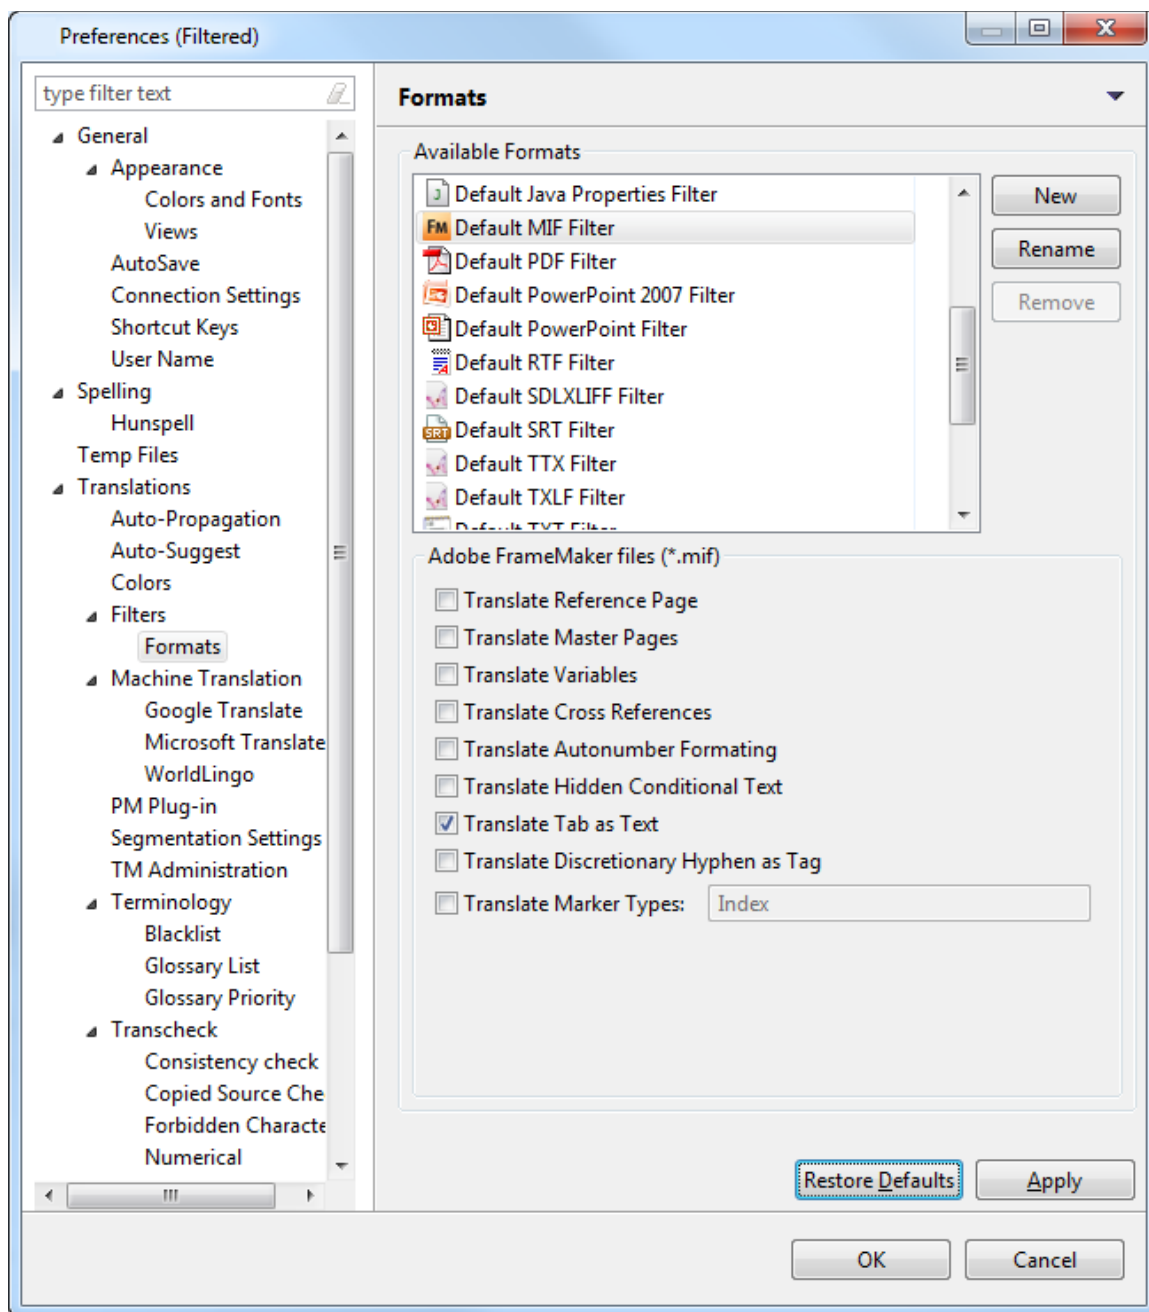 Preferences (Filtered)
type filter text
General
Appearance
Colors and Fonts
Views
AutoSave
Connection Settings
Shortcut Keys
User Name
Spelling
Hunspell
Temp Files
Translations
Auto-Propagation
Auto-Suggest
Colors
Filters
Formats
Machine Translation
Google Translate
Microsoft Translate
WorldLingo
PM Plug-in
Segmentation Settings
TM Administration
Terminology
Blacklist
Glossary List
Glossary Priority
Transcheck
Consistency check
Copied Source Che
Forbidden Characte
Numerical
Formats
Available Formats
Default Java Properties Filter
FM Default MIF Filter
Default PDF Filter
Default PowerPoint 2007 Filter
Default PowerPoint Filter
Default RTF Filter
Default SDLXLIFF Filter
SRT Default SRT Filter
Default TTX Filter
Default TXLF Filter
Default TXT Filter
New
Rename
Remove
Adobe FrameMaker files (*.mif)
Translate Reference Page
Translate Master Pages
Translate Variables
Translate Cross References
Translate Autonumber Formating
Translate Hidden Conditional Text
Translate Tab as Text
Translate Discretionary Hyphen as Tag
Translate Marker Types: Index
Restore Defaults Apply
OK Cancel